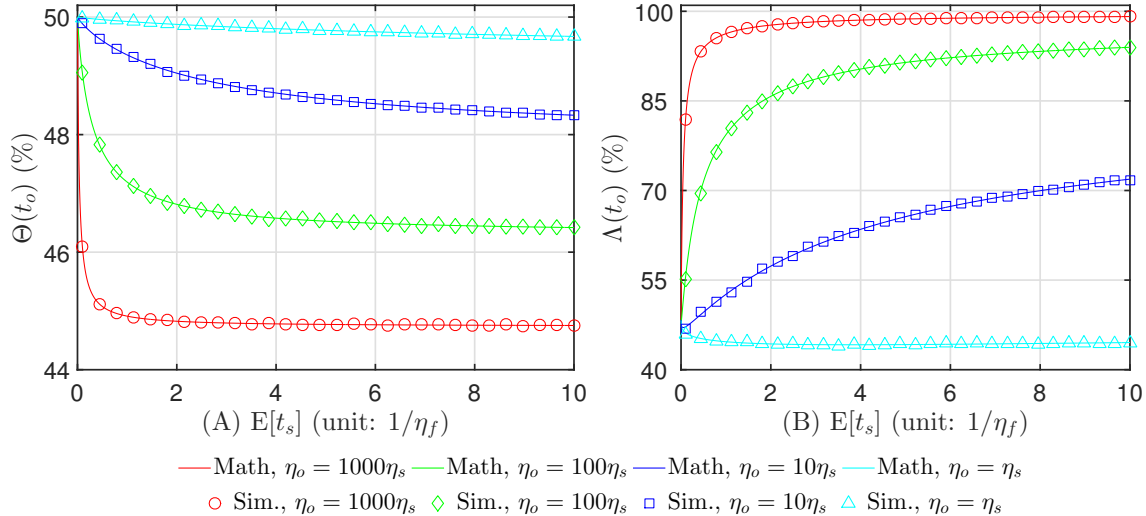 50
48
46
44
Θ(t_o) (%)
0 2 4 6 8 10
(A) E[t_s] (unit: 1/η_f)
100
85
70
55
40
Λ(t_o) (%)
0 2 4 6 8 10
(B) E[t_s] (unit: 1/η_f)
Math, η_o = 1000η_s Math, η_o = 100η_s Math, η_o = 10η_s Math, η_o = η_s
Sim., η_o = 1000η_s Sim., η_o = 100η_s Sim., η_o = 10η_s Sim., η_o = η_s